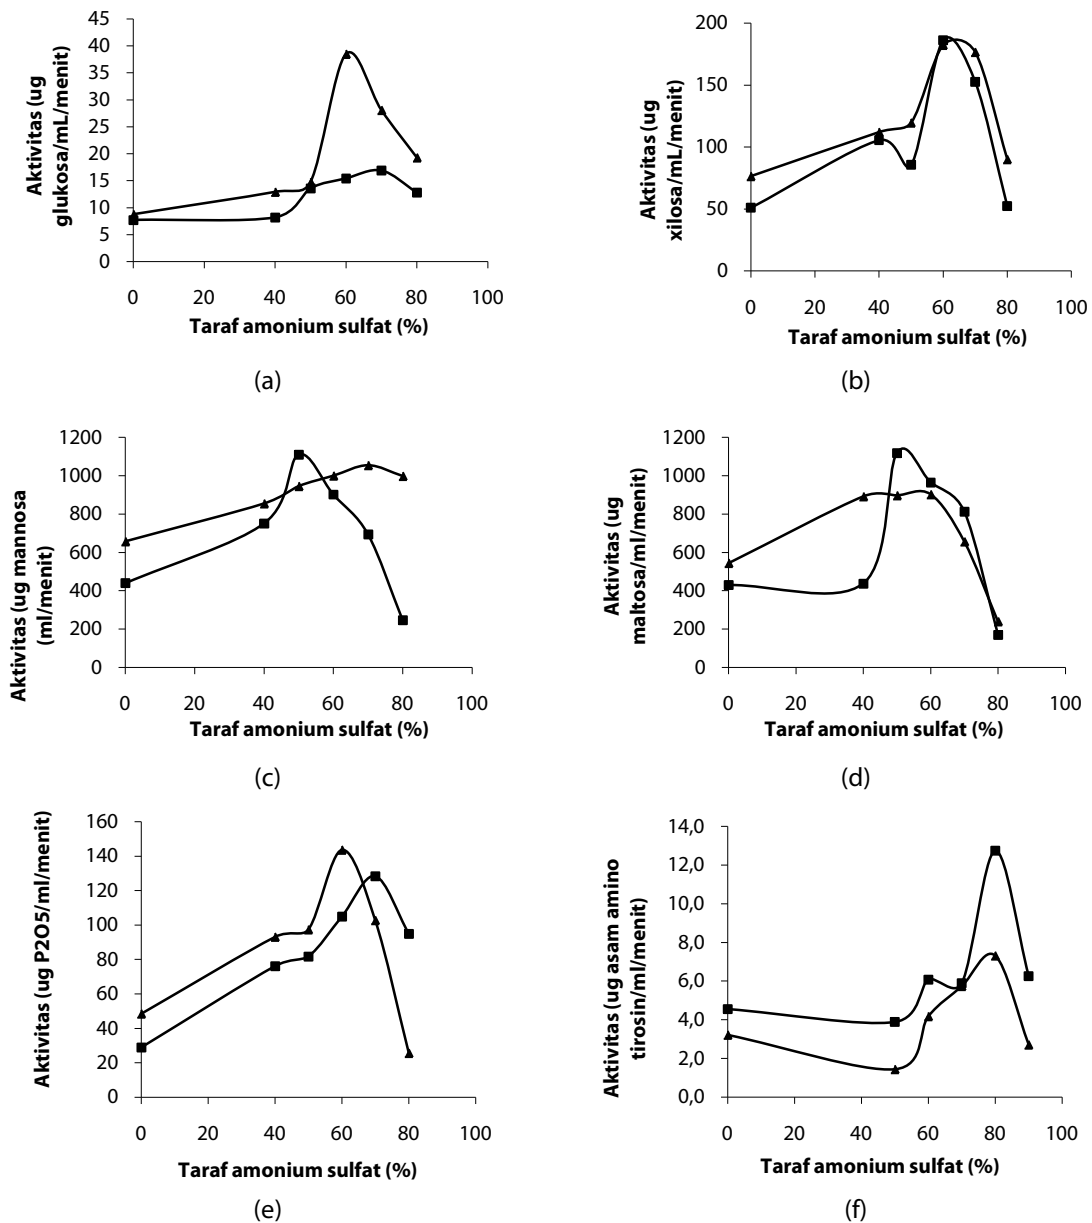 45
40
35
30
25
20
15
10
5
0
Aktivitas (ug
glukosa/mL/menit)
0 20 40 60 80 100
Taraf amonium sulfat (%)
(a)
200
150
100
50
0
Aktivitas (ug
xilosa/mL/menit)
0 20 40 60 80 100
Taraf amonium sulfat (%)
(b)
1200
1000
800
600
400
200
0
Aktivitas (ug mannosa
(ml/menit)
0 20 40 60 80 100
Taraf amonium sulfat (%)
(c)
1200
1000
800
600
400
200
0
Aktivitas (ug
maltosa/ml/menit)
0 20 40 60 80 100
Taraf amonium sulfat (%)
(d)
160
140
120
100
80
60
40
20
0
Aktivitas (ug P2O5/ml/menit)
0 20 40 60 80 100
Taraf amonium sulfat (%)
(e)
14,0
12,0
10,0
8,0
6,0
4,0
2,0
0,0
Aktivitas (ug asam amino
tirosin/ml/menit)
0 20 40 60 80 100
Taraf amonium sulfat (%)
(f)